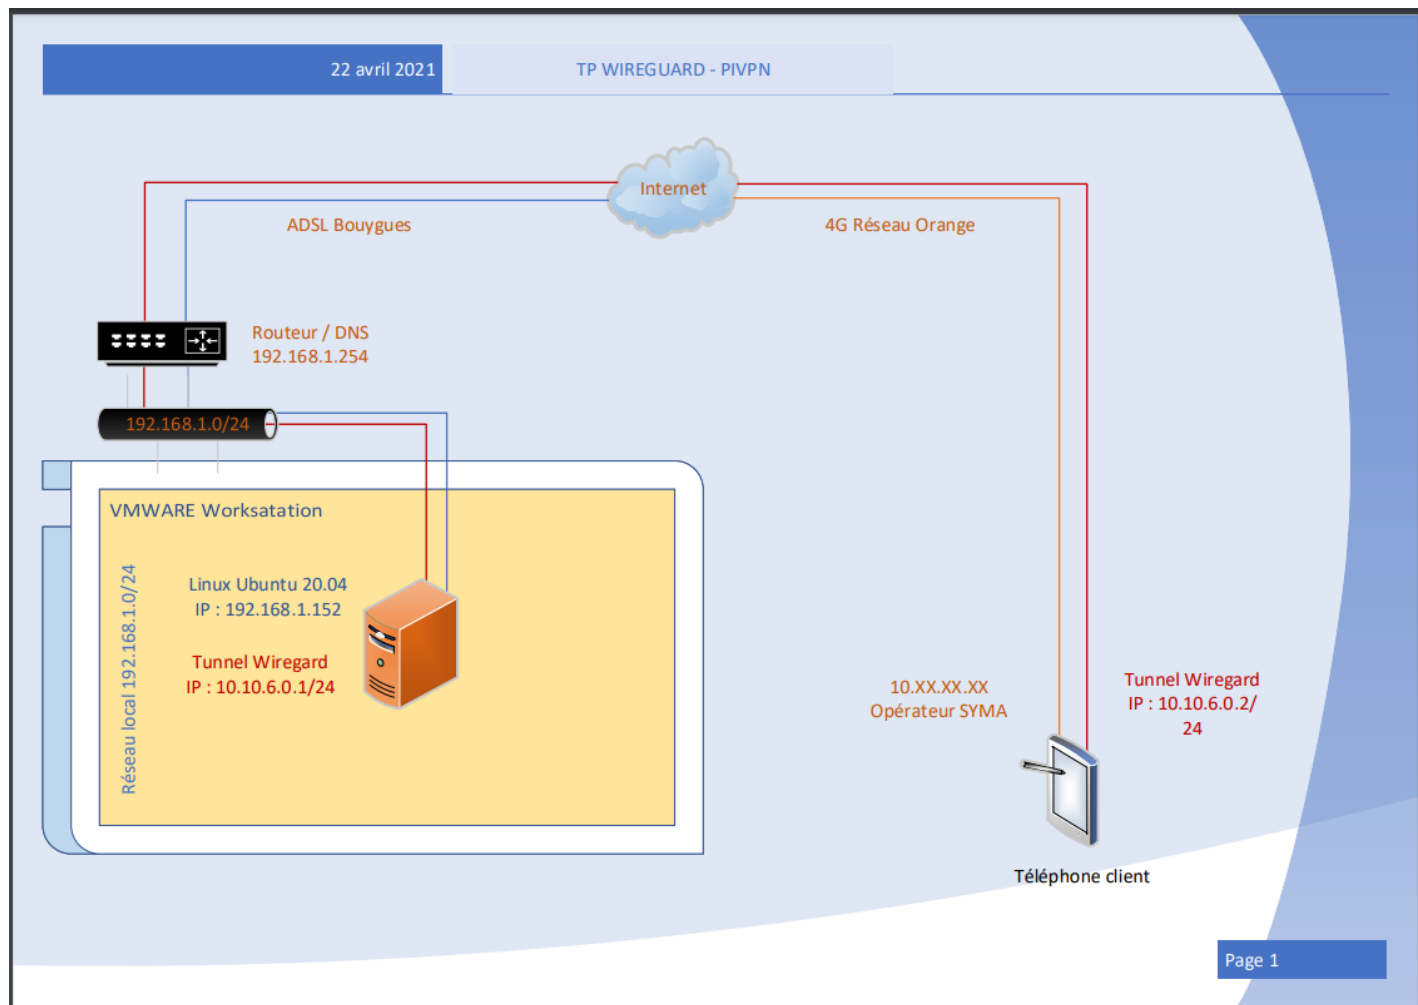 22 avril 2021
TP WIREGUARD - PIVPN
Internet
ADSL Bouygues
4G Réseau Orange
Routeur / DNS
192.168.1.254
192.168.1.0/24
VMWARE Worksatation
Réseau local 192.168.1.0/24
Linux Ubuntu 20.04
IP : 192.168.1.152
Tunnel Wiregard
IP : 10.10.6.0.1/24
10.XX.XX.XX
Opérateur SYMA
Tunnel Wiregard
IP : 10.10.6.0.2/
24
Téléphone client
Page 1